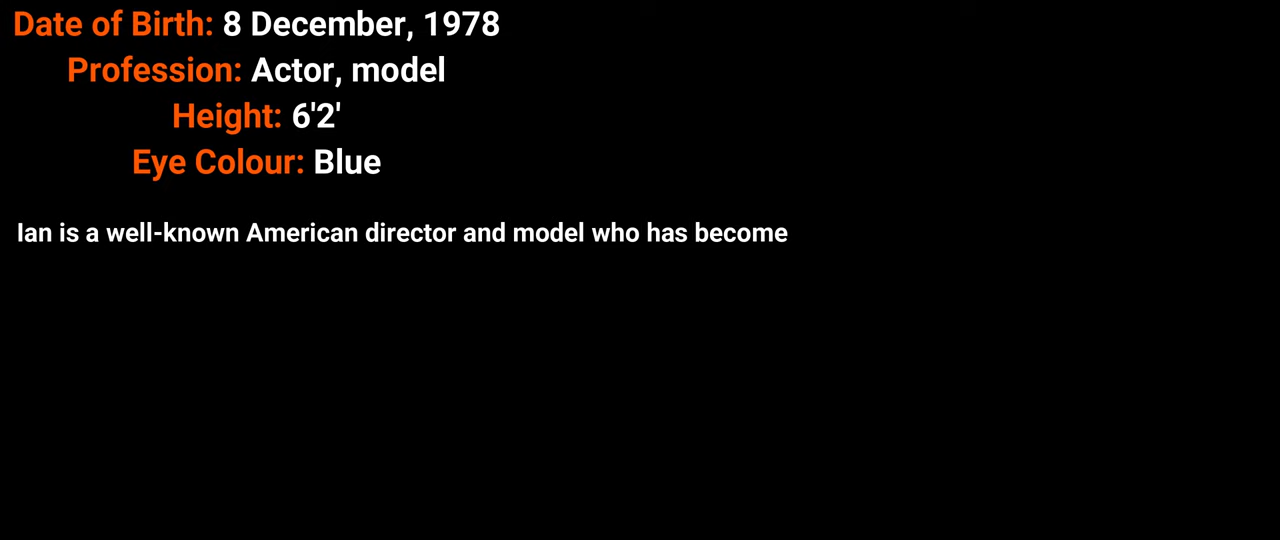 Date of Birth: 8 December, 1978
Profession: Actor, model
Height: 6'2'
Eye Colour: Blue
Ian is a well-known American director and model who has become